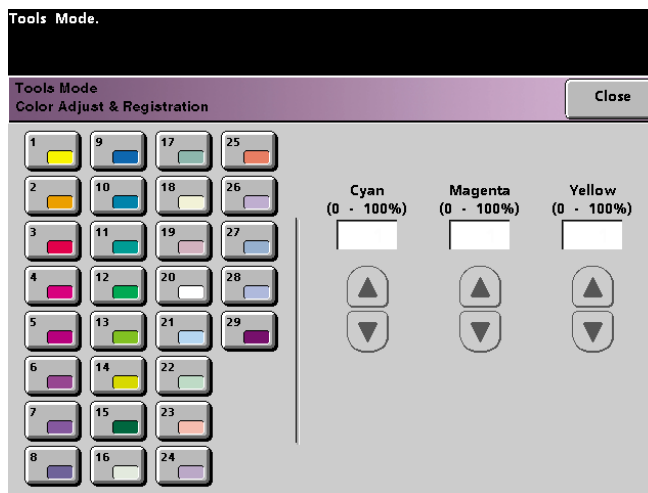 Tools Mode.
Tools Mode
Color Adjust & Registration
Close
1 9 17 25
2 10 18 26
3 11 19 27
4 12 20 28
5 13 21 29
6 14 22
7 15 23
8 16 24
Cyan Magenta Yellow
(0 - 100%) (0 - 100%) (0 - 100%)